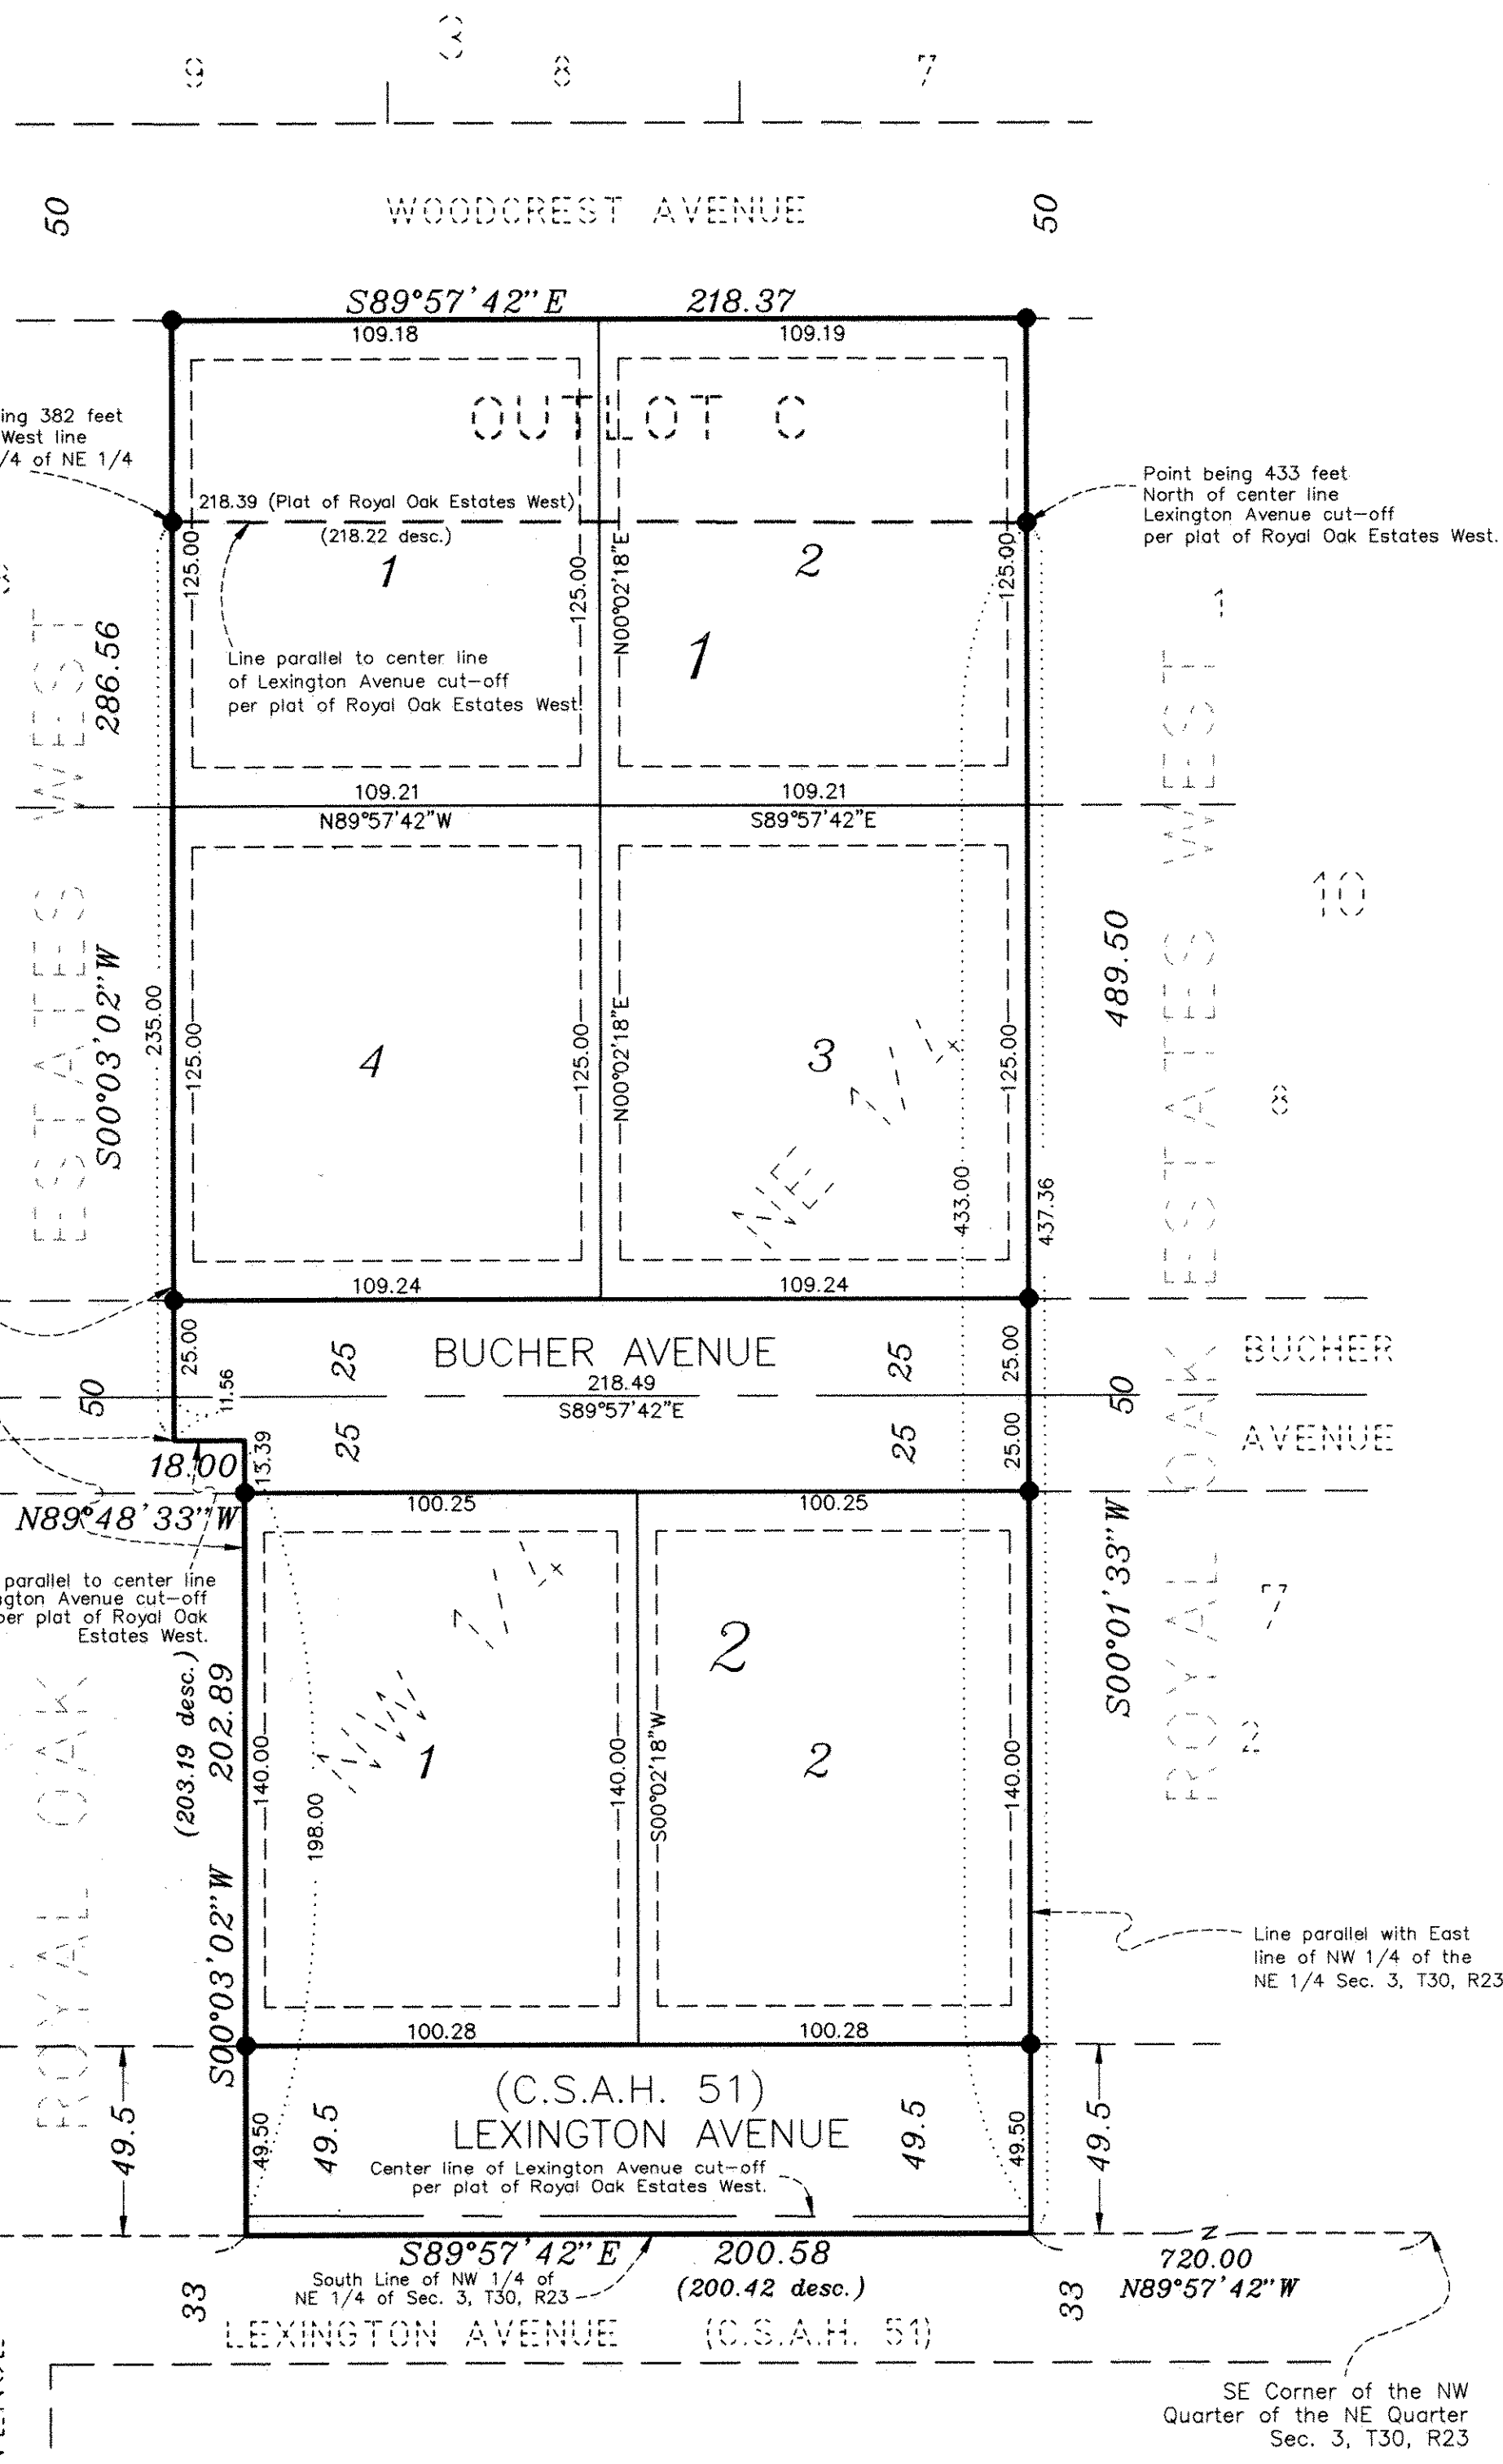 3
9
8
7
50
WOODCREST AVENUE
50
S89°57'42"E 218.37
109.18
109.19
OUTLOT C
ing 382 feet
West line
/4 of NE 1/4
Point being 433 feet
North of center line
Lexington Avenue cut-off
per plat of Royal Oak Estates West.
218.39 (Plat of Royal Oak Estates West)
(218.22 desc.)
125.00
125.00
N00°02'18"E
125.00
1
2
1
1
Line parallel to center line
of Lexington Avenue cut-off
per plat of Royal Oak Estates West.
286.56
S00°03'02"W
ESTATES WEST
ESTATES WEST
109.21
109.21
N89°57'42"W
S89°57'42"E
10
489.50
235.00
125.00
125.00
N00°02'18"E
125.00
4
3
8
NE
433.00
437.36
109.24
109.24
25.00
25
BUCHER AVENUE
25
25.00
BUCHER
50
11.56
218.49
S89°57'42"E
50
25
25
25.00
AVENUE
18.00
13.39
N89°48'33"W
100.25
100.25
parallel to center line
gton Avenue cut-off
per plat of Royal Oak
Estates West.
S00°01'33"W
ROYAL OAK
7
2
2
(203.19 desc.)
202.89
S00°03'02"W
ROYAL OAK
140.00
198.00
NW
1
140.00
S00°02'18"W
2
140.00
Line parallel with East
line of NW 1/4 of the
NE 1/4 Sec. 3, T30, R23
100.28
100.28
49.5
49.50
49.5
(C.S.A.H. 51)
LEXINGTON AVENUE
49.5
49.50
49.5
Center line of Lexington Avenue cut-off
per plat of Royal Oak Estates West.
S89°57'42"E 200.58
(200.42 desc.)
South Line of NW 1/4 of
NE 1/4 of Sec. 3, T30, R23
720.00
N89°57'42"W
33
33
LEXINGTON AVENUE (C.S.A.H. 51)
SE Corner of the NW
Quarter of the NE Quarter
Sec. 3, T30, R23